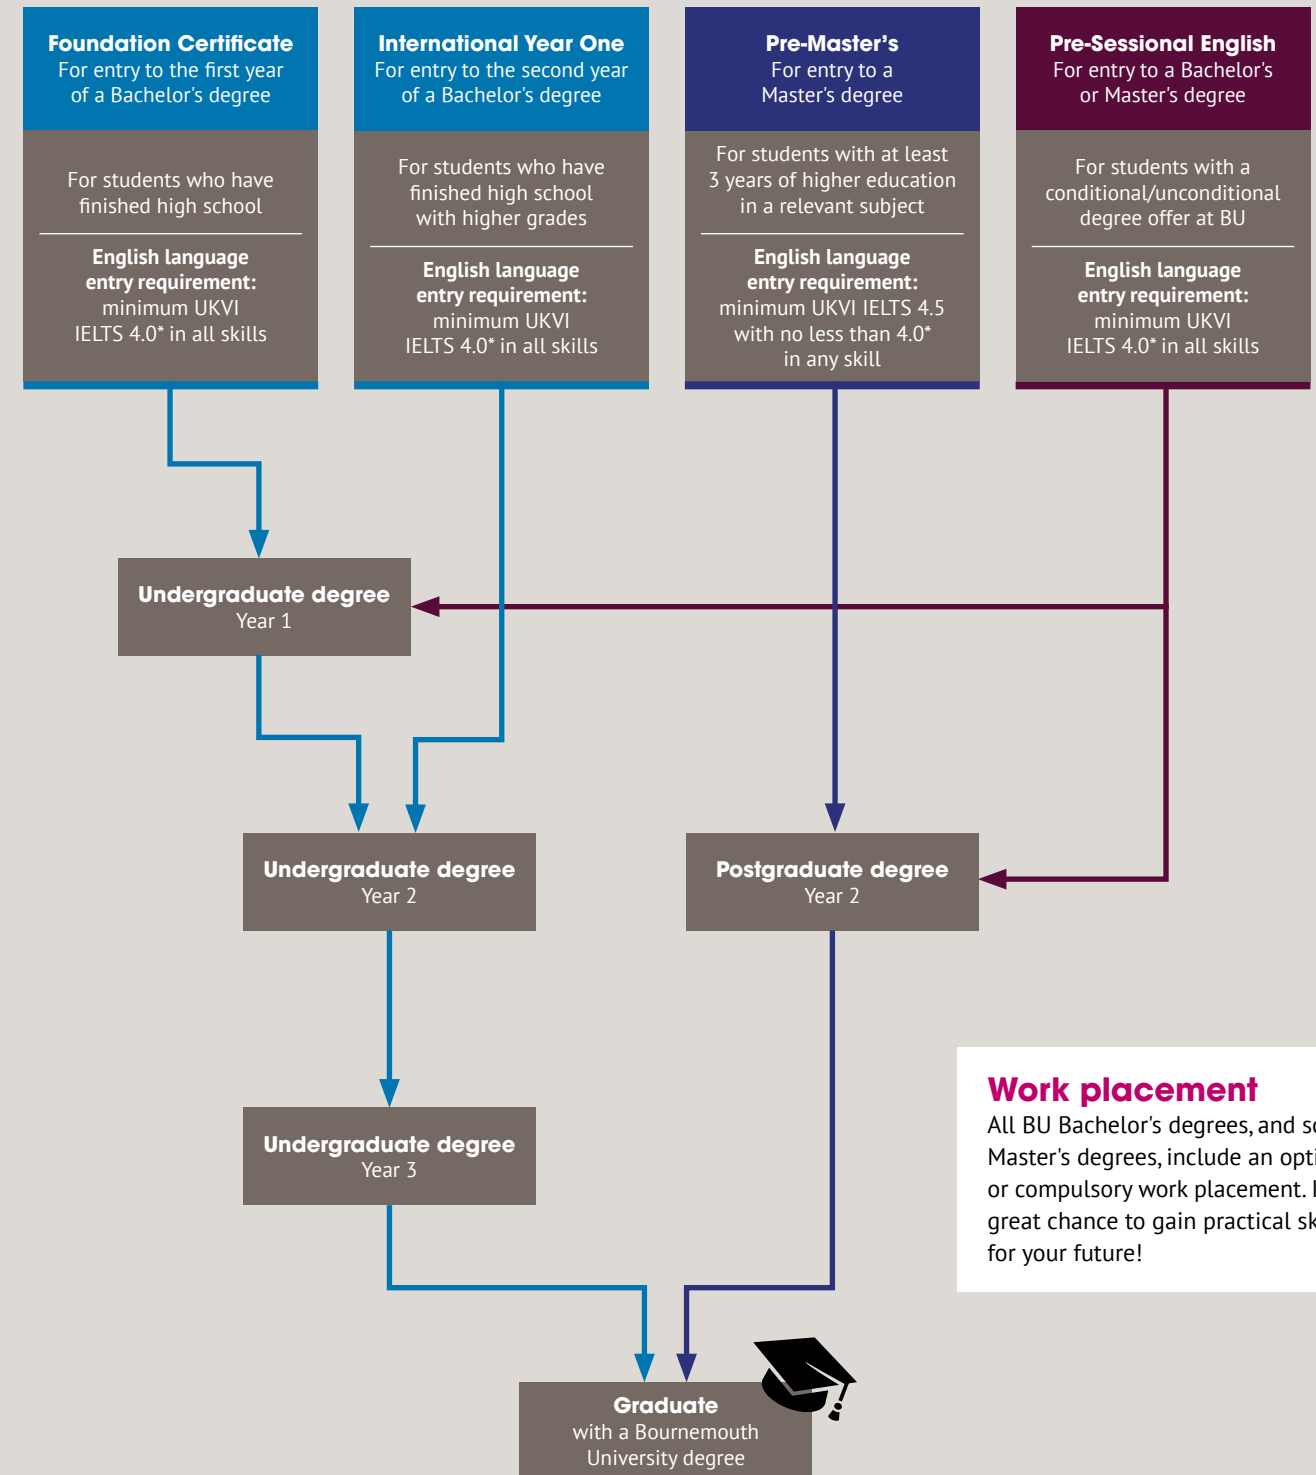 Foundation Certificate
For entry to the first year
of a Bachelor's degree
For students who have
finished high school
English language
entry requirement:
minimum UKVI
IELTS 4.0* in all skills
International Year One
For entry to the second year
of a Bachelor's degree
For students who have
finished high school
with higher grades
English language
entry requirement:
minimum UKVI
IELTS 4.0* in all skills
Pre-Master's
For entry to a
Master's degree
For students with at least
3 years of higher education
in a relevant subject
English language
entry requirement:
minimum UKVI IELTS 4.5
with no less than 4.0*
in any skill
Pre-Sessional English
For entry to a Bachelor's
or Master's degree
For students with a
conditional/unconditional
degree offer at BU
English language
entry requirement:
minimum UKVI
IELTS 4.0* in all skills
Undergraduate degree
Year 1
Undergraduate degree
Year 2
Postgraduate degree
Year 2
Undergraduate degree
Year 3
Work placement
All BU Bachelor's degrees, and
Master's degrees, include an
or compulsory work placement.
great chance to gain practical
for your future!
Graduate
with a Bournemouth
University degree